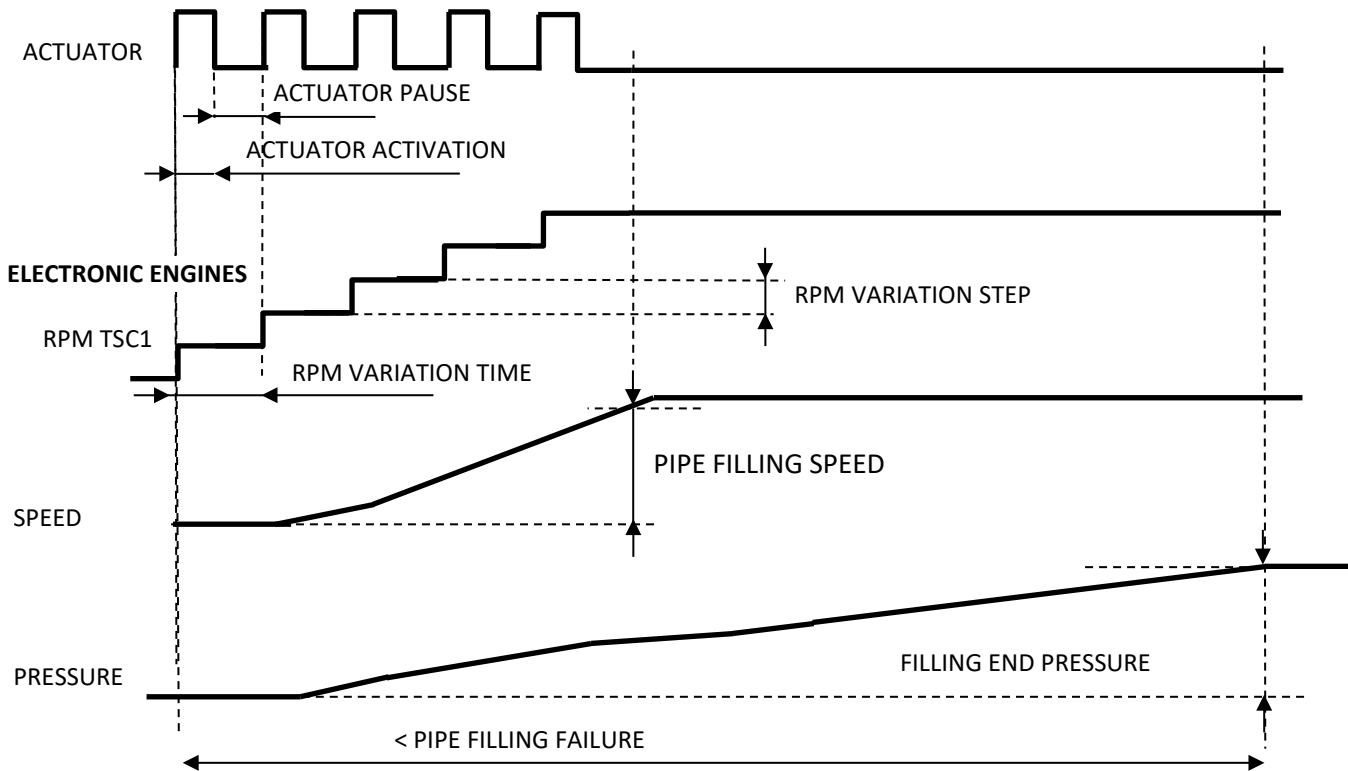 ACTUATOR
ACTUATOR PAUSE
ACTUATOR ACTIVATION
ELECTRONIC ENGINES
RPM VARIATION STEP
RPM TSC1
RPM VARIATION TIME
PIPE FILLING SPEED
SPEED
FILLING END PRESSURE
PRESSURE
< PIPE FILLING FAILURE